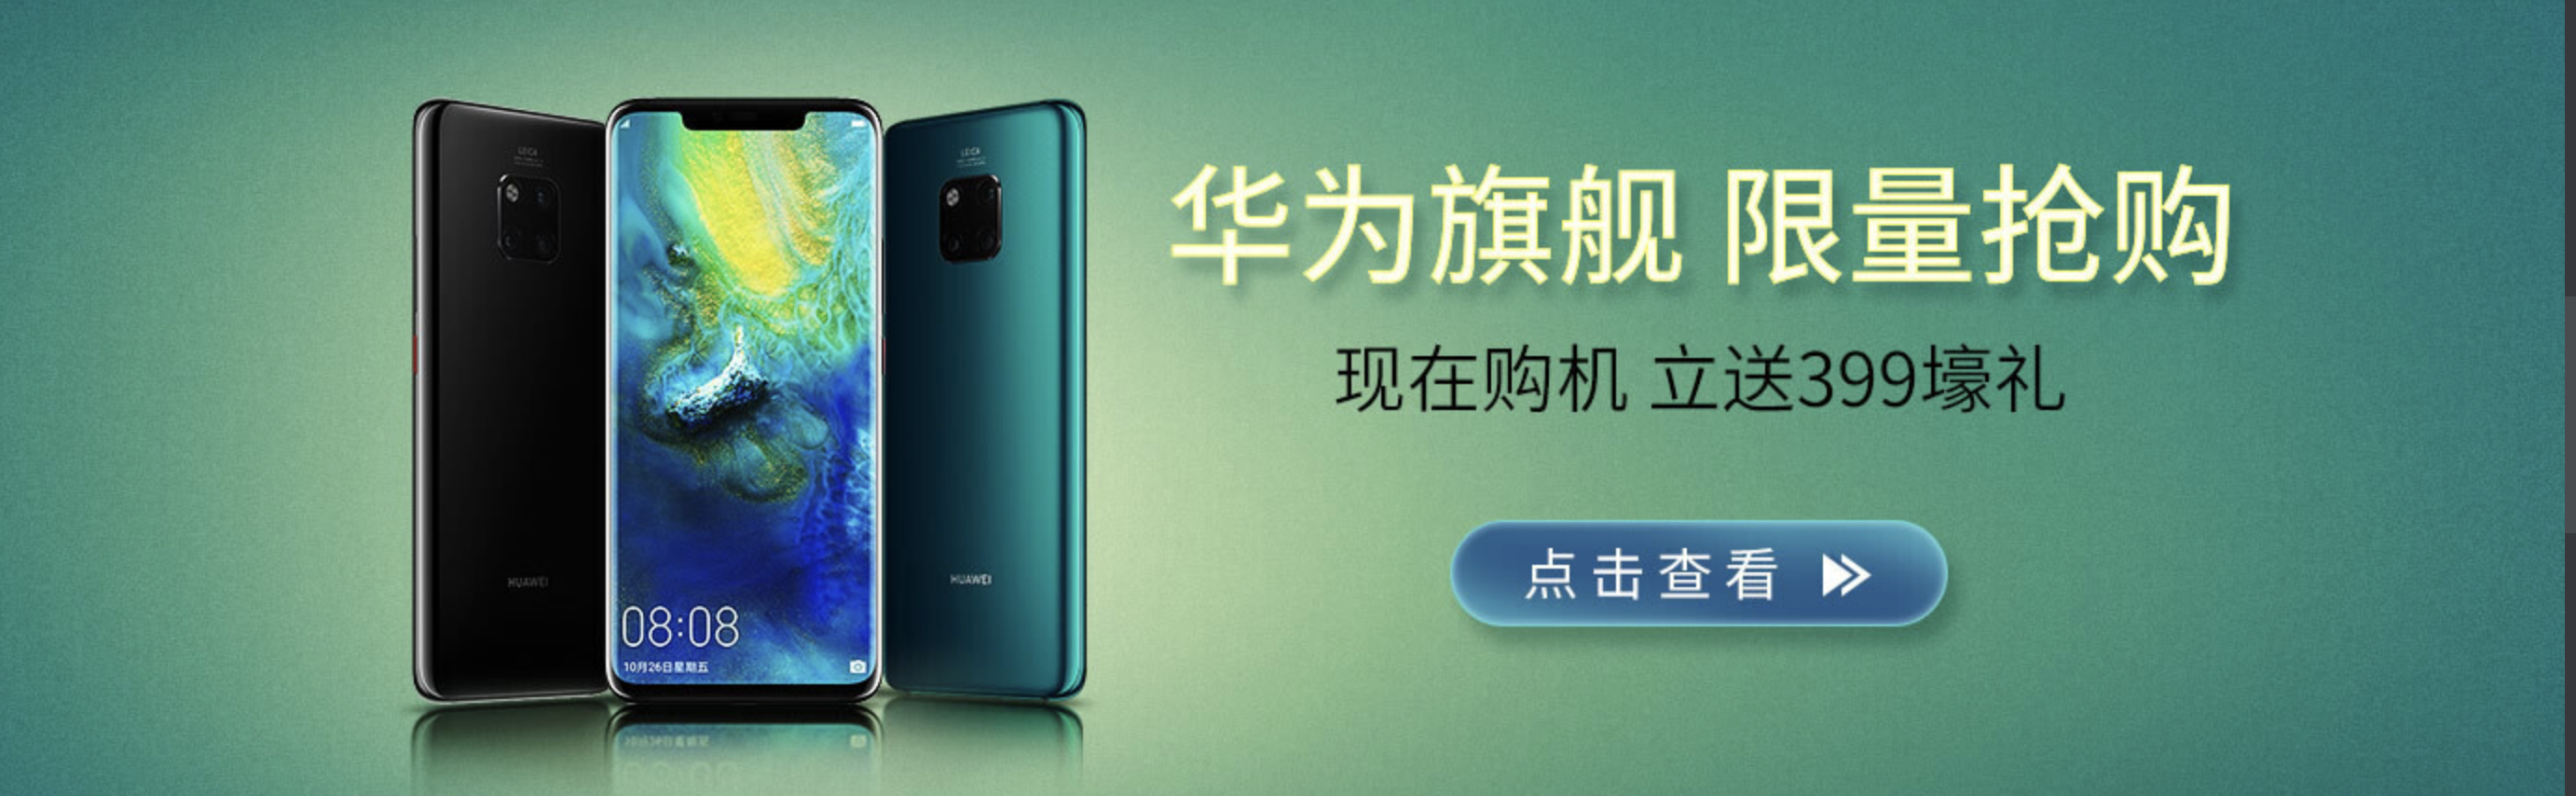 华为旗舰 限量抢购
现在购机 立送399壕礼
点击查看
LEICA
HUAWEI
08:08
10月26日星期五
LEICA
HUAWEI